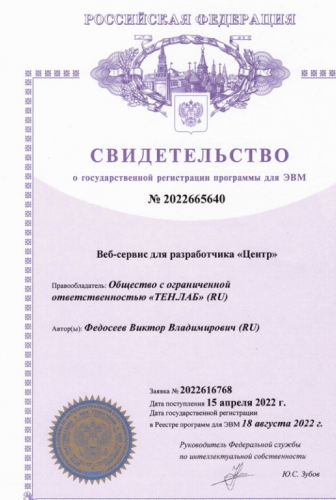 РОССИЙСКАЯ ФЕДЕРАЦИЯ
СВИДЕТЕЛЬСТВО
о государственной регистрации программы для ЭВМ
№ 2022665640
Веб-сервис для разработчика «Центр»
Правообладатель: Общество с ограниченной
ответственностью «ТЕН.ЛАБ» (RU)
Автор(ы): Федосеев Виктор Владимирович (RU)
Заявка № 2022616768
Дата поступления 15 апреля 2022 г.
Дата государственной регистрации
в Реестре программ для ЭВМ 18 августа 2022 г.
Руководитель Федеральной службы
по интеллектуальной собственности
Ю.С. Зубов